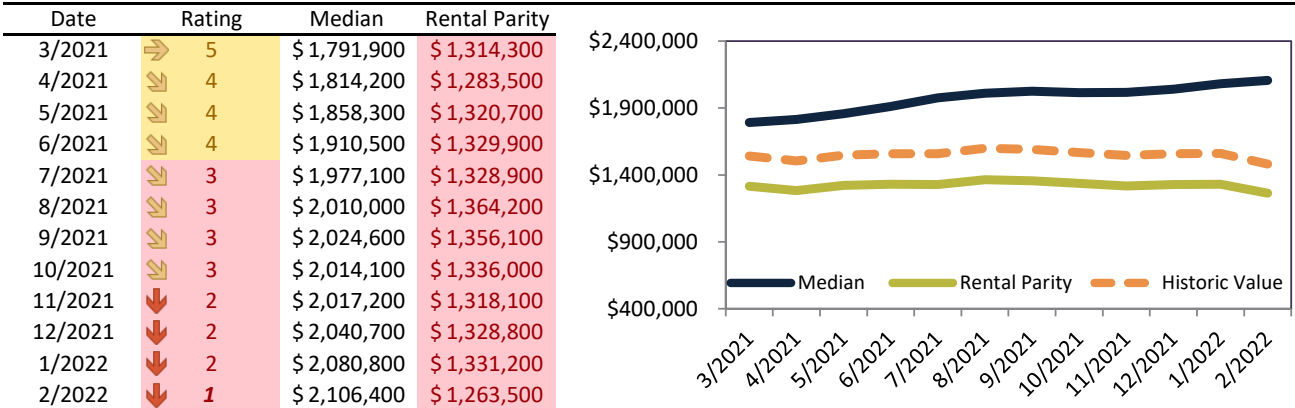 Date Rating Median Rental Parity
3/2021 5 $ 1,791,900 $ 1,314,300
4/2021 4 $ 1,814,200 $ 1,283,500
5/2021 4 $ 1,858,300 $ 1,320,700
6/2021 4 $ 1,910,500 $ 1,329,900
7/2021 3 $ 1,977,100 $ 1,328,900
8/2021 3 $ 2,010,000 $ 1,364,200
9/2021 3 $ 2,024,600 $ 1,356,100
10/2021 3 $ 2,014,100 $ 1,336,000
11/2021 2 $ 2,017,200 $ 1,318,100
12/2021 2 $ 2,040,700 $ 1,328,800
1/2022 2 $ 2,080,800 $ 1,331,200
2/2022 1 $ 2,106,400 $ 1,263,500
$2,400,000
$1,900,000
$1,400,000
$900,000
$400,000
Median Rental Parity Historic Value
3/2021 4/2021 5/2021 6/2021 7/2021 8/2021 9/2021 10/2021 11/2021 12/2021 1/2022 2/2022